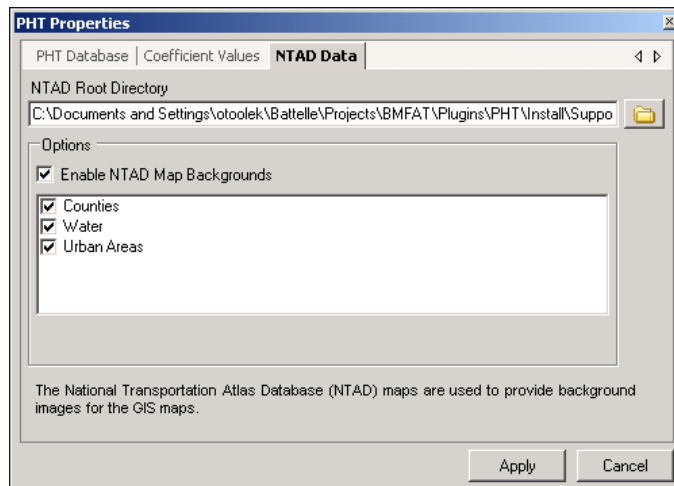 PHT Properties
PHT Database | Coefficient Values NTAD Data
NTAD Root Directory
C:\Documents and Settings\otoolek\Battelle\Projects\BMFAT\Plugins\PHT\Install\Suppo
Options
Enable NTAD Map Backgrounds
Counties
Water
Urban Areas
The National Transportation Atlas Database (NTAD) maps are used to provide background
images for the GIS maps.
Apply Cancel